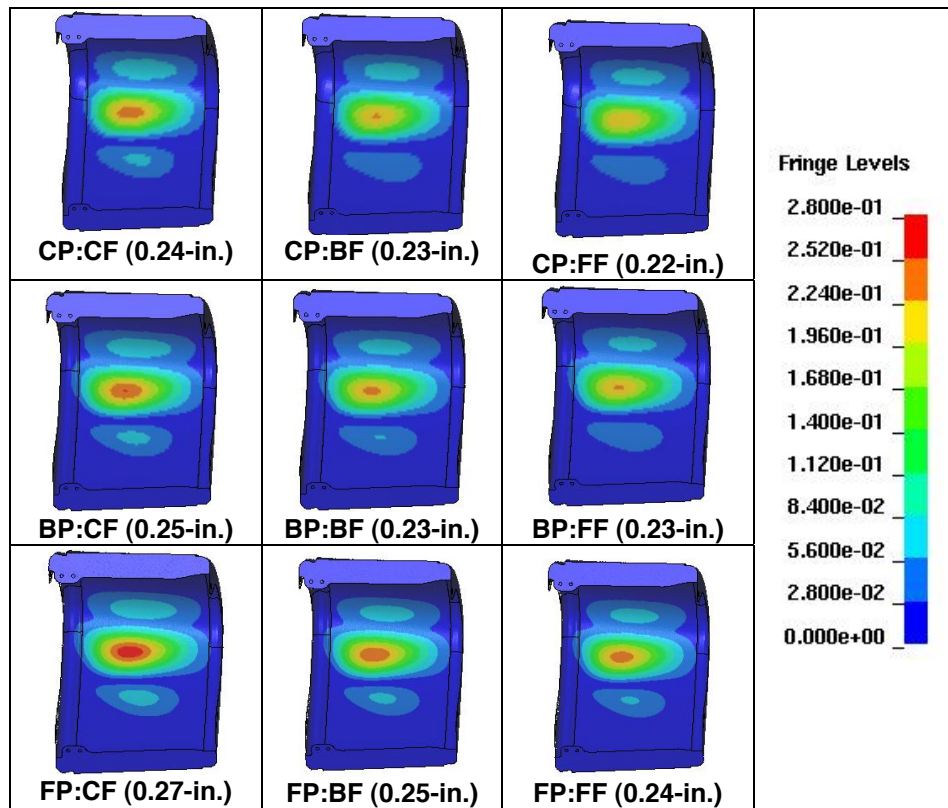 CP:CF (0.24-in.)
CP:BF (0.23-in.)
CP:FF (0.22-in.)
BP:CF (0.25-in.)
BP:BF (0.23-in.)
BP:FF (0.23-in.)
FP:CF (0.27-in.)
FP:BF (0.25-in.)
FP:FF (0.24-in.)
Fringe Levels
2.800e-01
2.520e-01
2.240e-01
1.960e-01
1.680e-01
1.400e-01
1.120e-01
8.400e-02
5.600e-02
2.800e-02
0.000e+00